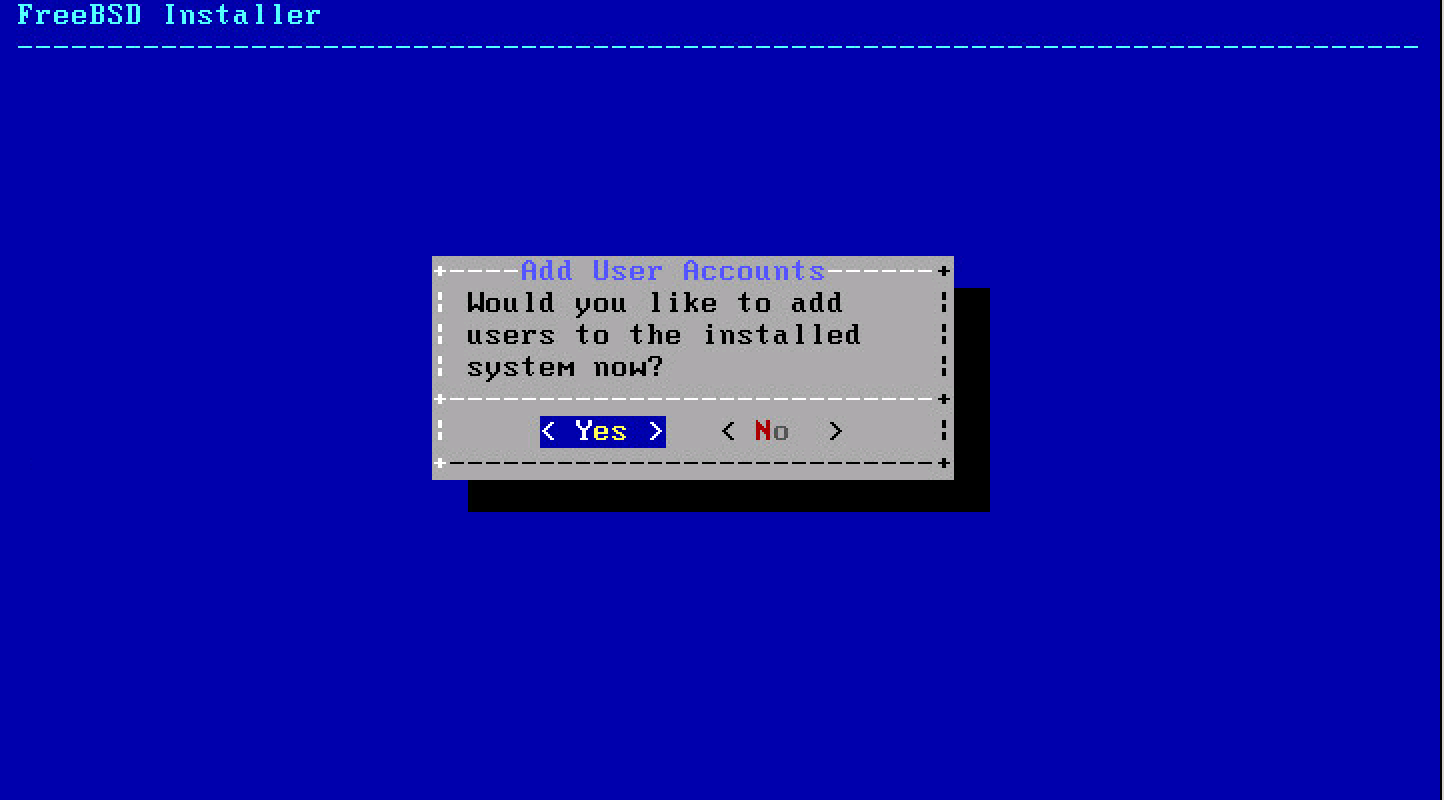 FreeBSD Installer
Add User Accounts
Would you like to add
users to the installed
system now?
< Yes > < No >